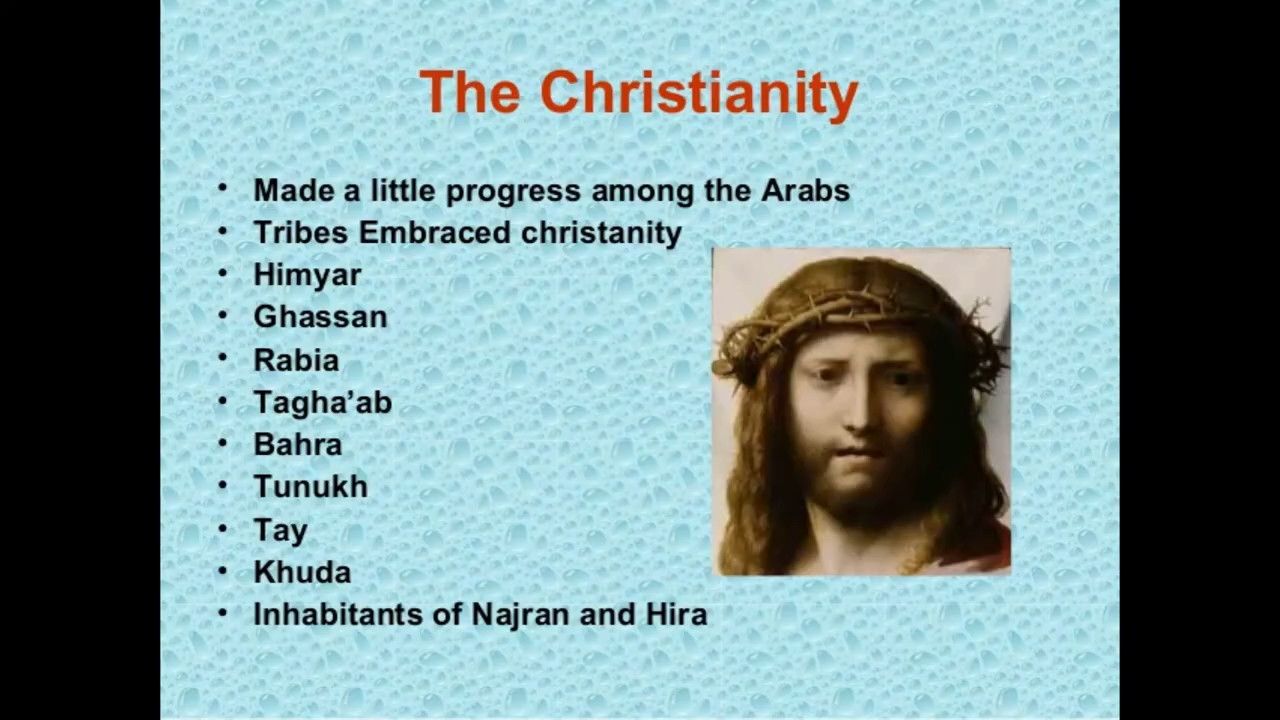 The Christianity
• Made a little progress among the Arabs
• Tribes Embraced christanity
• Himyar
• Ghassan
• Rabia
• Tagha’ab
• Bahra
• Tunukh
• Tay
• Khuda
• Inhabitants of Najran and Hira